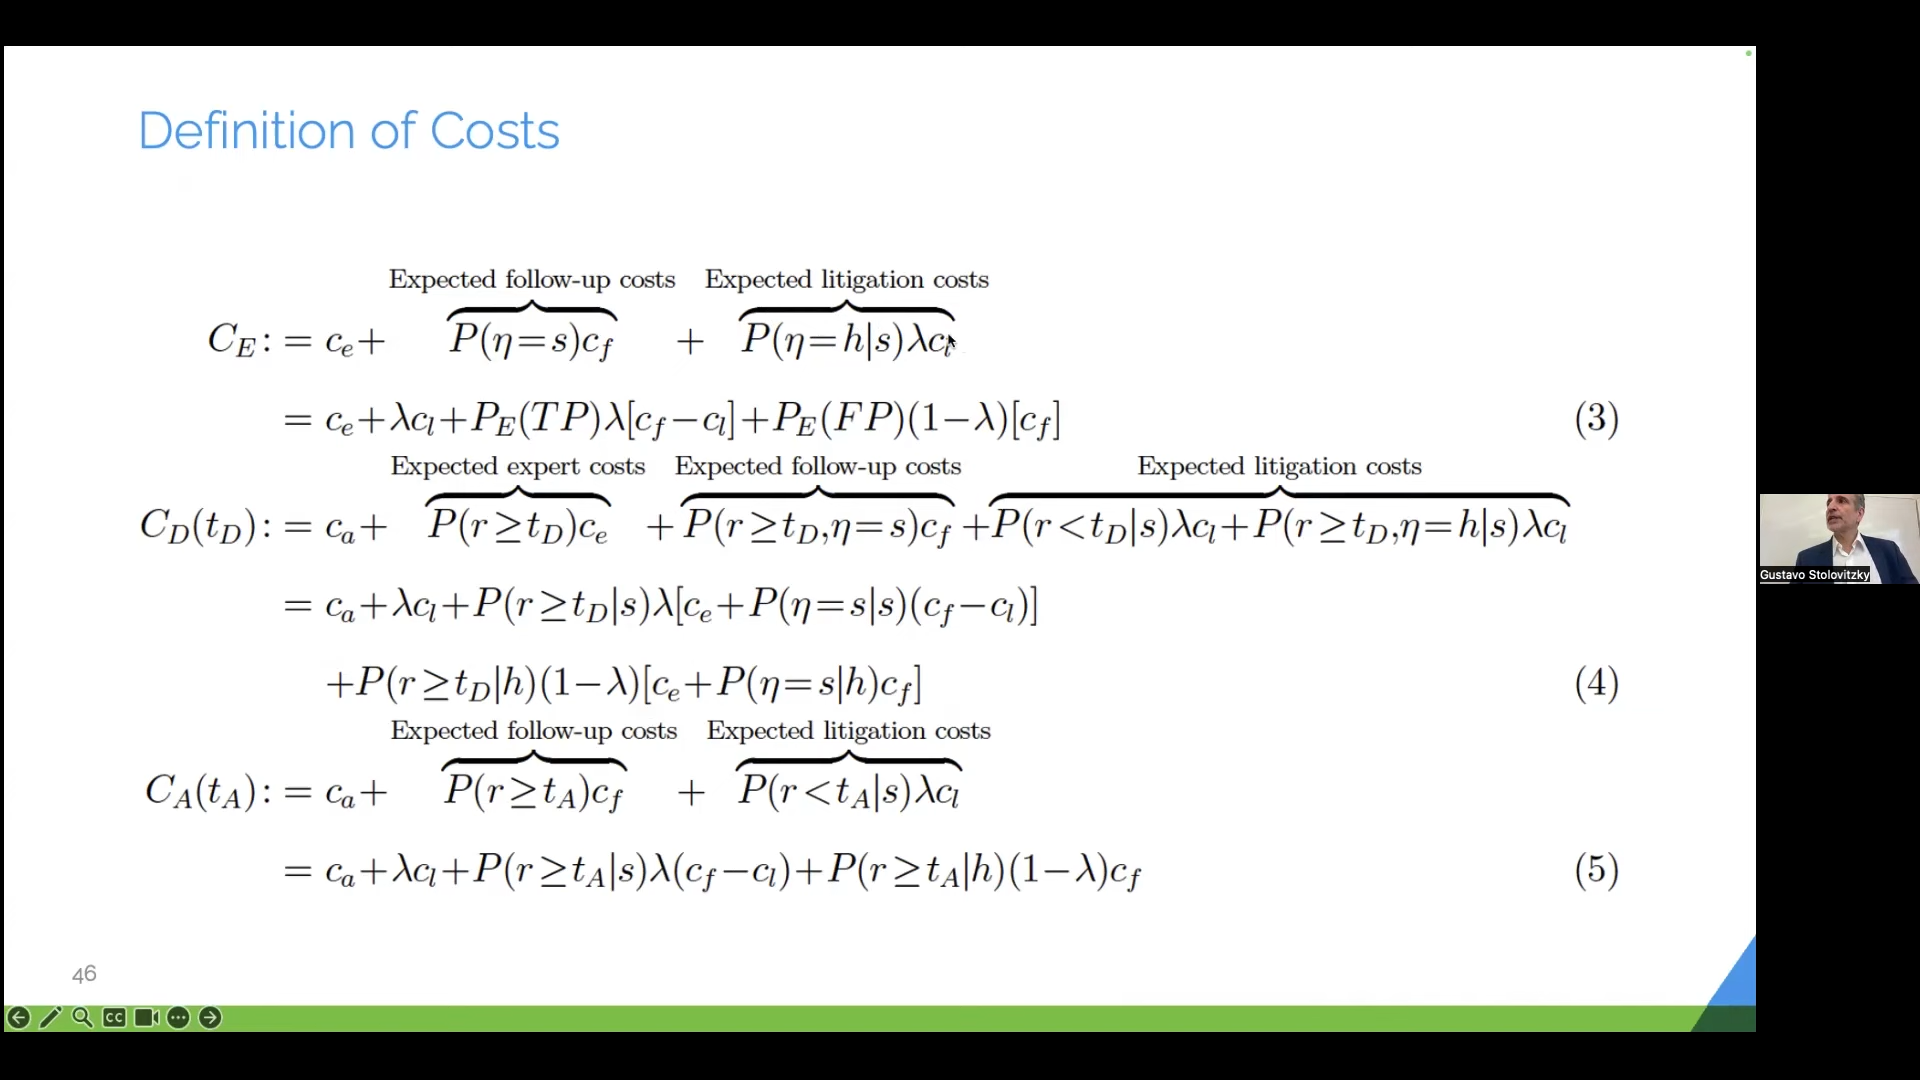 Definition of Costs
Expected follow-up costs Expected litigation costs
C_E := c_e+ P(η=s)c_f + P(η=h|s)λc_l
= c_e+λc_l+P_E(TP)λ[c_f−c_l]+P_E(FP)(1−λ)[c_f] (3)
Expected expert costs Expected follow-up costs Expected litigation costs
C_D(t_D) := c_a+ P(r≥t_D)c_e +P(r≥t_D,η=s)c_f +P(r<t_D|s)λc_l+P(r≥t_D,η=h|s)λc_l
= c_a+λc_l+P(r≥t_D|s)λ[c_e+P(η=s|s)(c_f−c_l)]
+P(r≥t_D|h)(1−λ)[c_e+P(η=s|h)c_f] (4)
Expected follow-up costs Expected litigation costs
C_A(t_A) := c_a+ P(r≥t_A)c_f + P(r<t_A|s)λc_l
= c_a+λc_l+P(r≥t_A|s)λ(c_f−c_l)+P(r≥t_A|h)(1−λ)c_f (5)
46
CC
Gustavo Stolovitzky